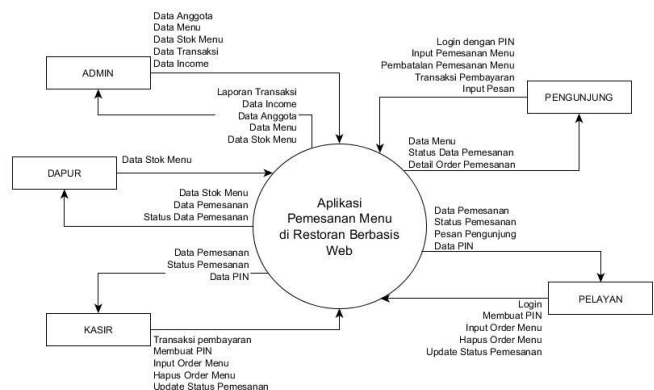 Data Anggota
Data Menu
Data Stok Menu
Data Transaksi
Data Income
ADMIN
Laporan Transaksi
Data Income
Data Anggota
Data Menu
Data Stok Menu
Login dengan PIN
Input Pemesanan Menu
Pembatalan Pemesanan Menu
Transaksi Pembayaran
Input Pesan
PENGUNJUNG
Data Menu
Status Data Pemesanan
Detail Order Pemesanan
DAPUR
Data Stok Menu
Data Stok Menu
Data Pemesanan
Status Data Pemesanan
Aplikasi
Pemesanan Menu
di Restoran Berbasis
Web
Data Pemesanan
Status Pemesanan
Pesan Pengunjung
Data PIN
Data Pemesanan
Status Pemesanan
Data PIN
KASIR
Transaksi pembayaran
Membuat PIN
Input Order Menu
Hapus Order Menu
Update Status Pemesanan
PELAYAN
Login
Membuat PIN
Input Order Menu
Hapus Order Menu
Update Status Pemesanan